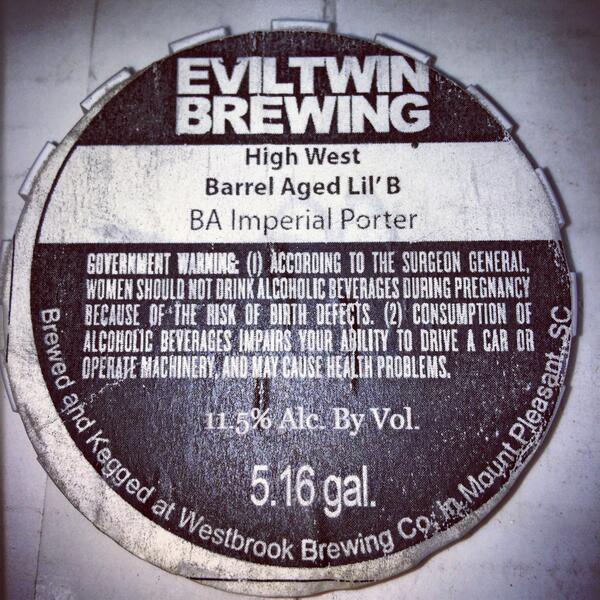 EVILTWIN
BREWING
High West
Barrel Aged Lil' B
BA Imperial Porter
GOVERNMENT WARNING: (1) ACCORDING TO THE SURGEON GENERAL,
WOMEN SHOULD NOT DRINK ALCOHOLIC BEVERAGES DURING PREGNANCY
BECAUSE OF THE RISK OF BIRTH DEFECTS. (2) CONSUMPTION OF
ALCOHOLIC BEVERAGES IMPAIRS YOUR ABILITY TO DRIVE A CAR OR
OPERATE MACHINERY, AND MAY CAUSE HEALTH PROBLEMS.
11.5% Alc. By Vol.
5.16 gal.
Brewed and Kegged at Westbrook Brewing Co. In Mount Pleasant, SC